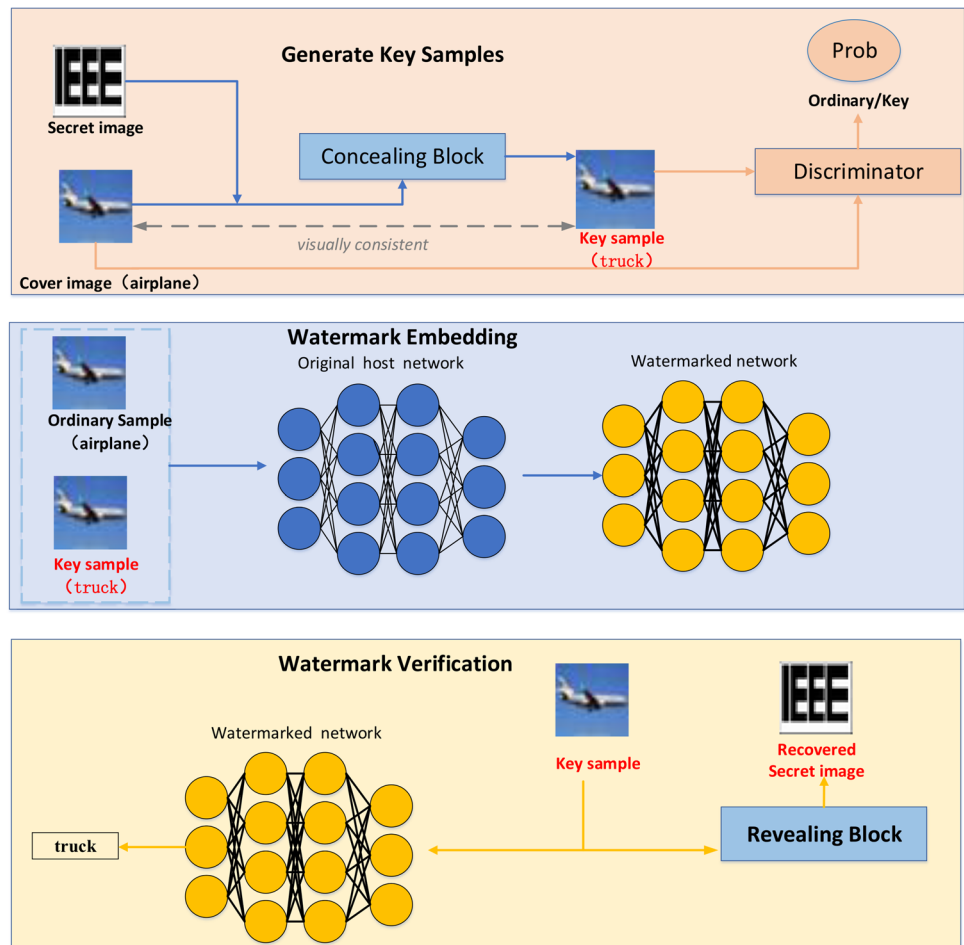 Generate Key Samples
IEEE
Secret image
Prob
Ordinary/Key
Concealing Block
Discriminator
visually consistent
Key sample
（truck）
Cover image（airplane）
Watermark Embedding
Original host network
Watermarked network
Ordinary Sample
（airplane）
Key sample
（truck）
Watermark Verification
IEEE
Watermarked network
Key sample
Recovered
Secret image
Revealing Block
truck